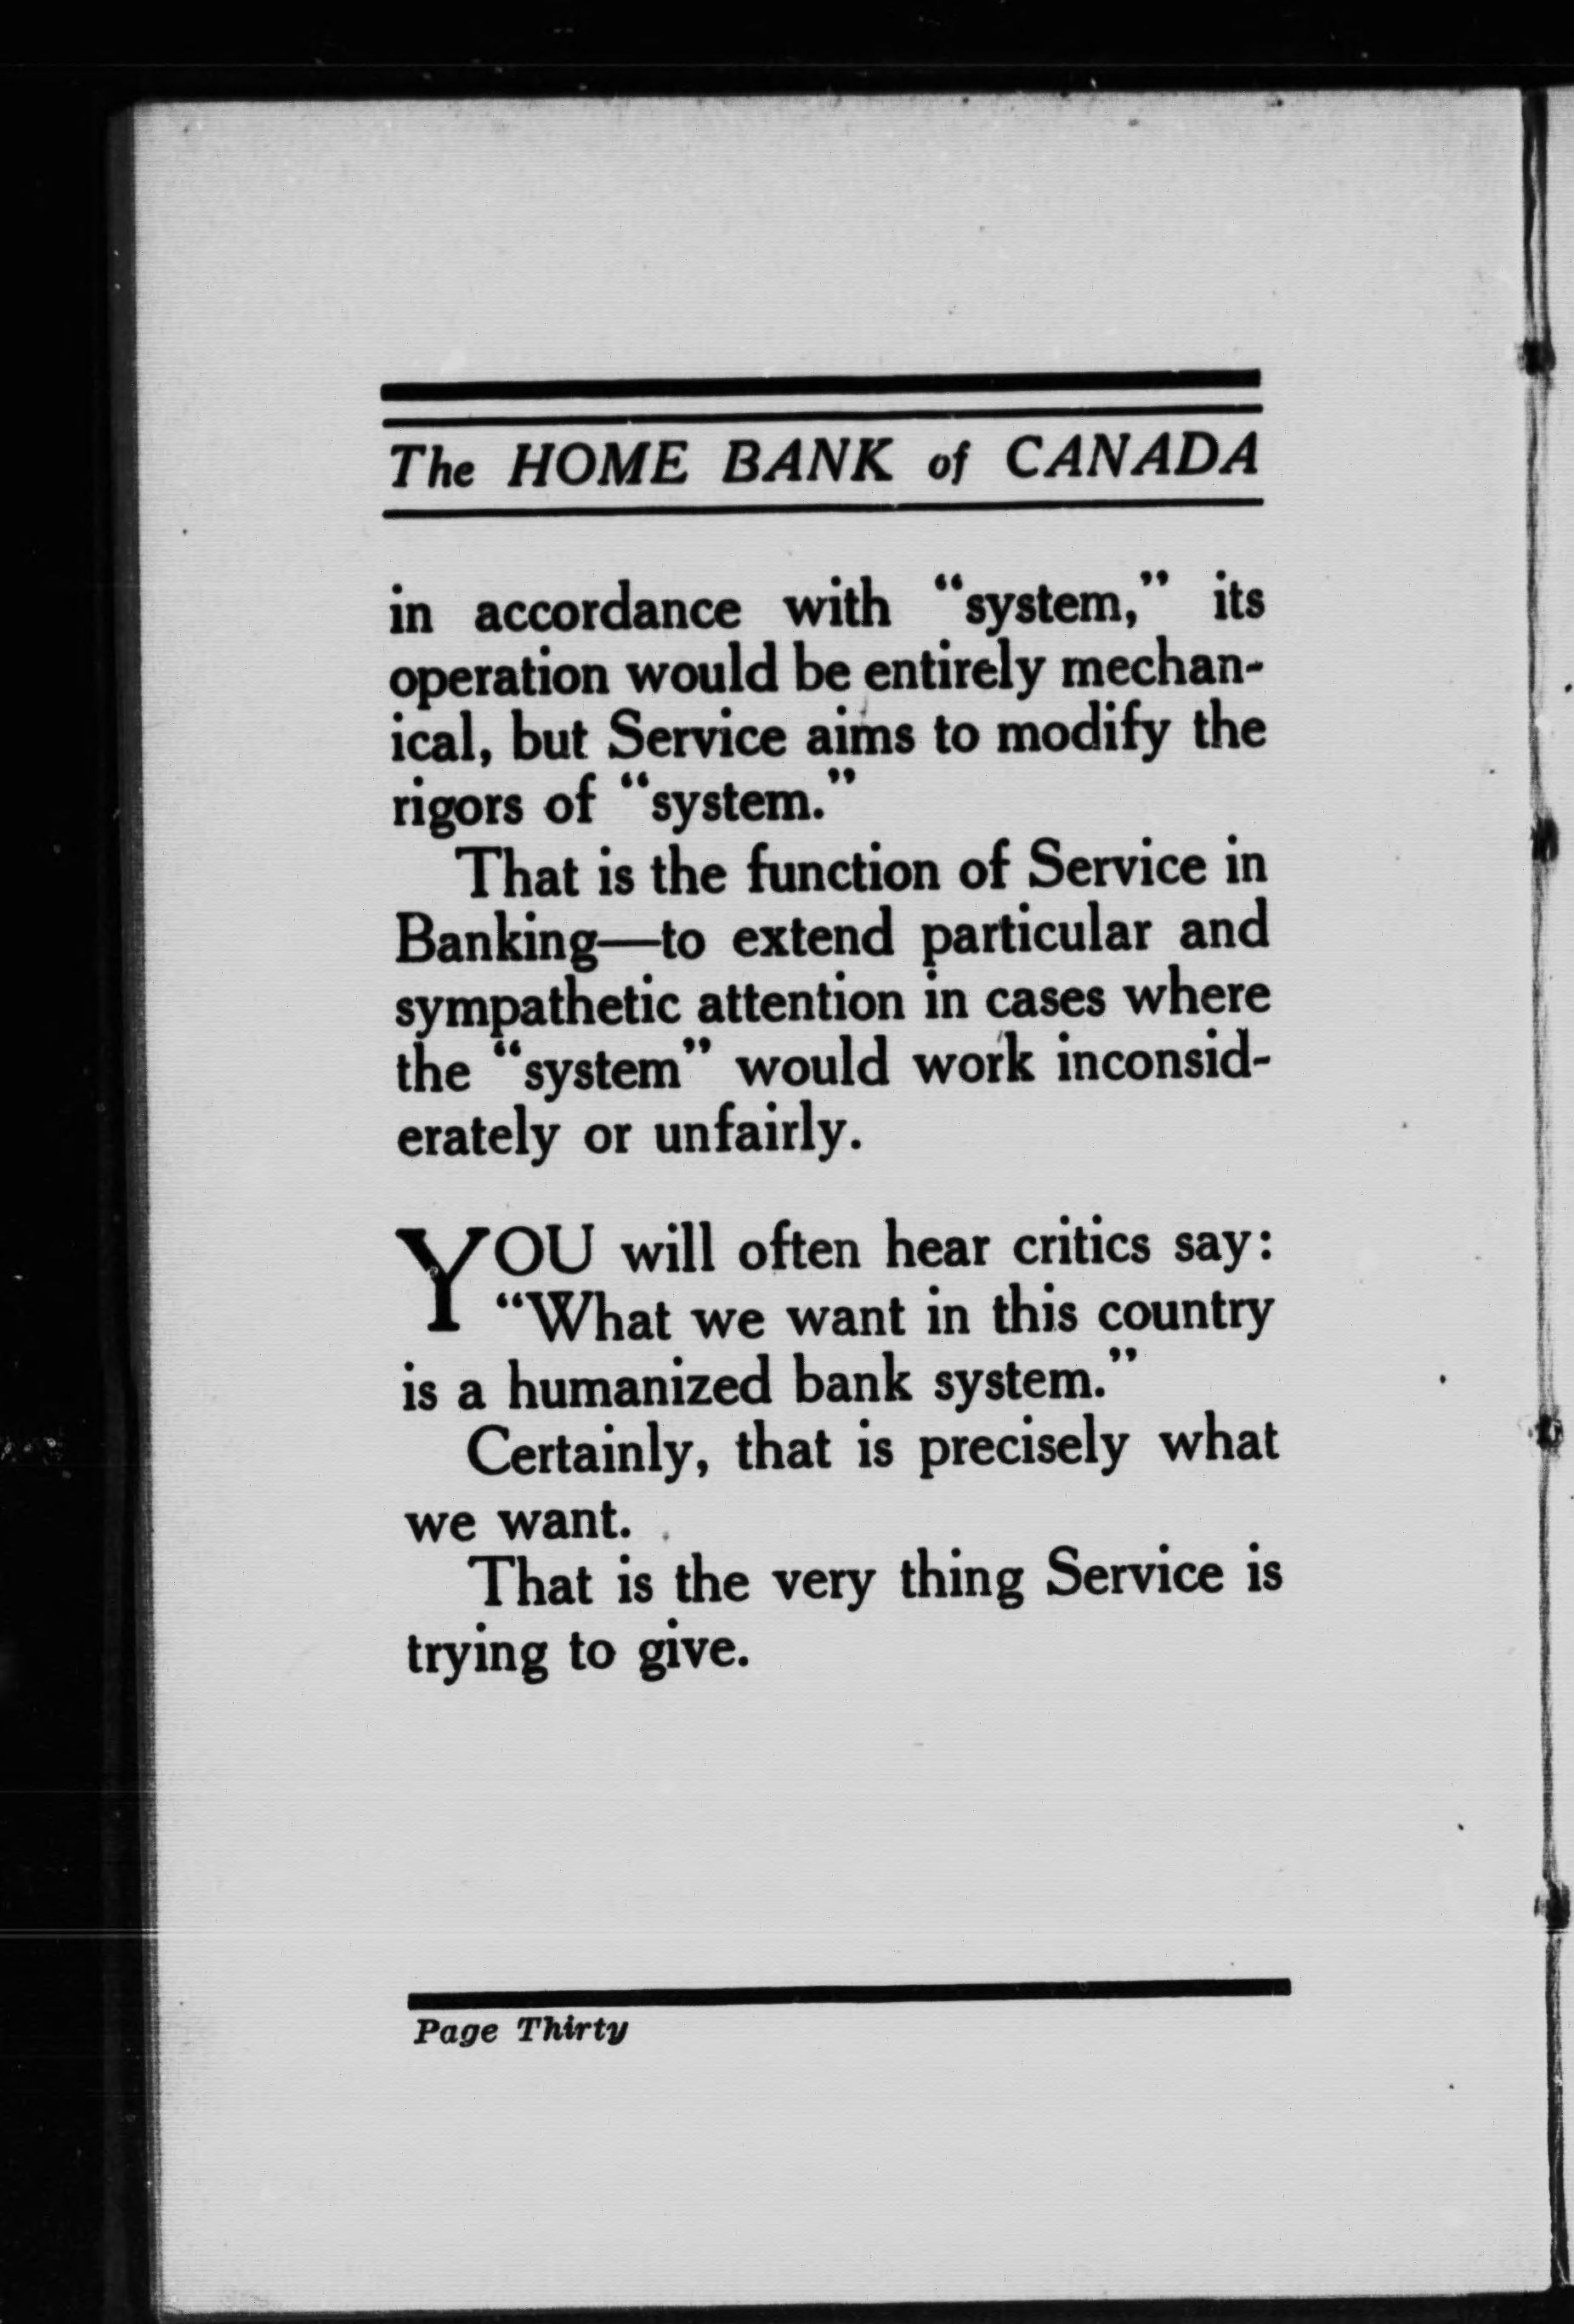 The HOME BANK of CANADA
in accordance with “system,” its
operation would be entirely mechan-
ical, but Service aims to modify the
rigors of “system.”
That is the function of Service in
Banking—to extend particular and
sympathetic attention in cases where
the “system” would work inconsid-
erately or unfairly.
YOU will often hear critics say:
“What we want in this country
is a humanized bank system.”
Certainly, that is precisely what
we want.
That is the very thing Service is
trying to give.
Page Thirty